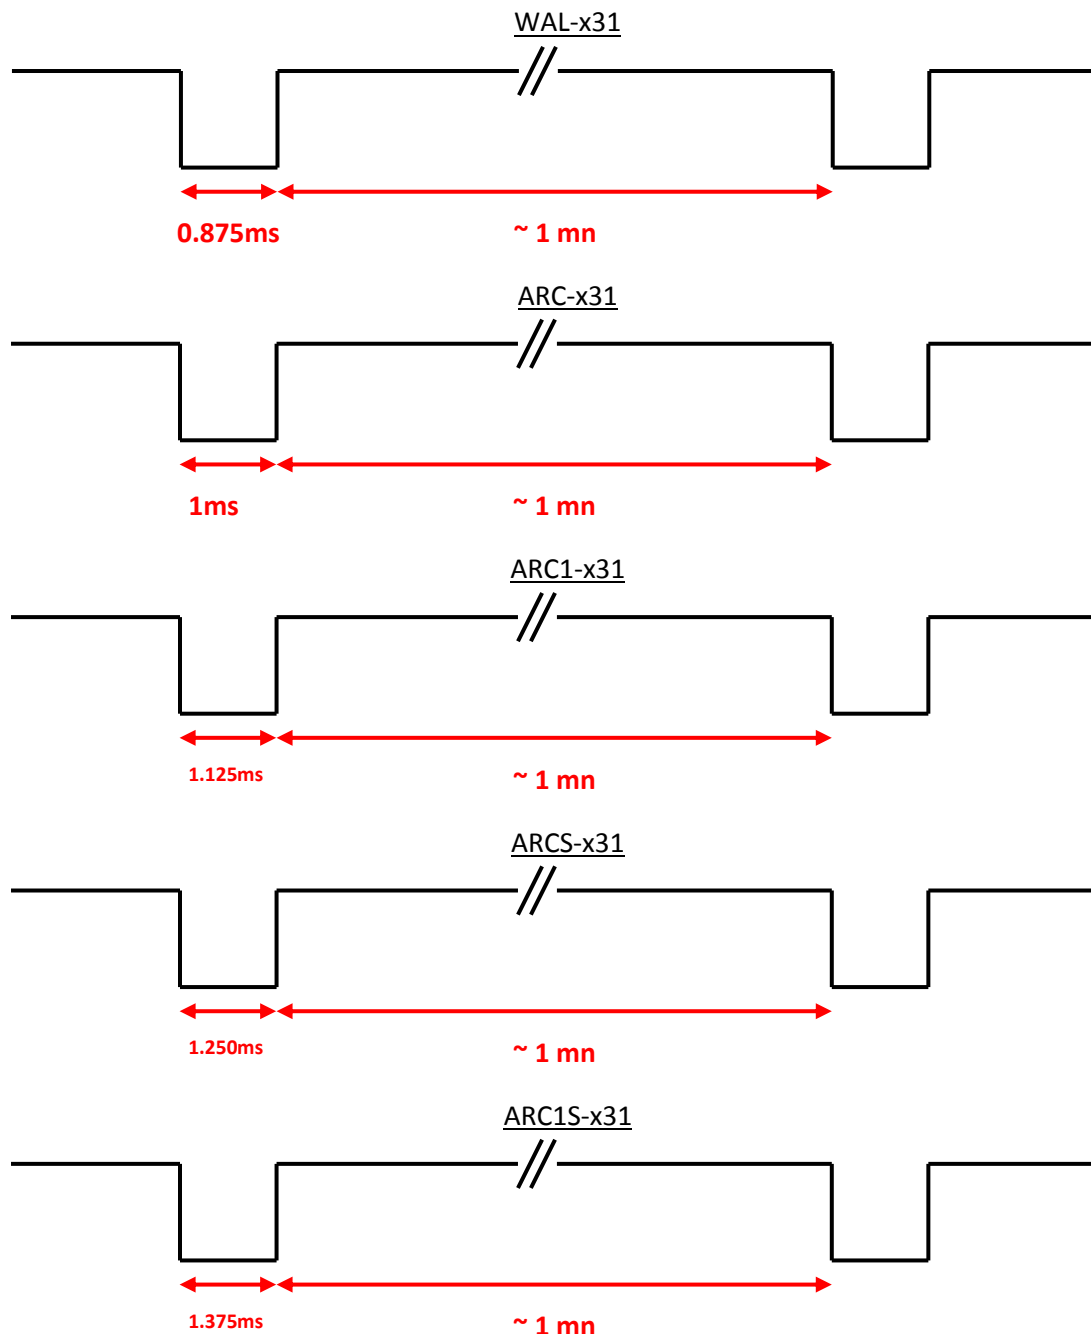 WAL-x31
0.875ms
~ 1 mn
ARC-x31
1ms
~ 1 mn
ARC1-x31
1.125ms
~ 1 mn
ARCS-x31
1.250ms
~ 1 mn
ARC1S-x31
1.375ms
~ 1 mn